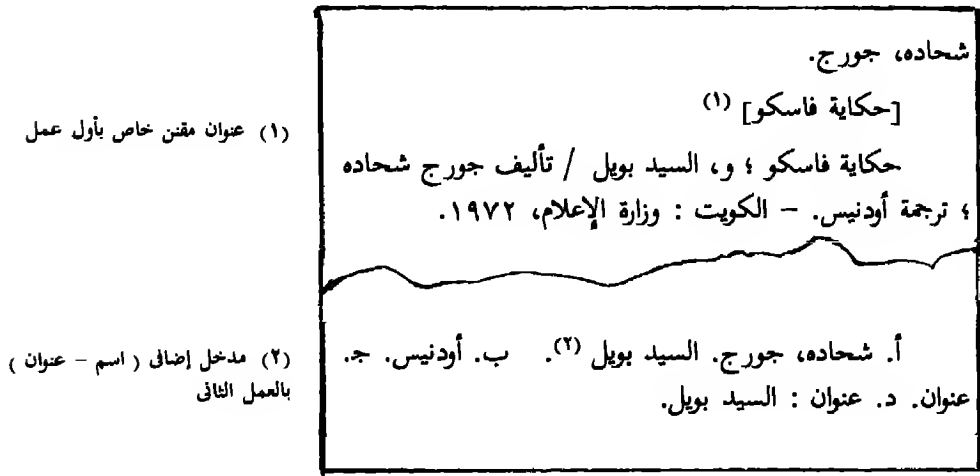 شحاده، جورج.
[حكاية فاسكو] (١)
حكاية فاسكو ؛ و، السيد بويل / تأليف جورج شحاده
؛ ترجمة أودنيس. – الكويت : وزارة الإعلام، ١٩٧٢.
أ. شحاده، جورج. السيد بويل (٢). ب. أودنيس. جـ.
عنوان. د. عنوان : السيد بويل.
(١) عنوان مقنن خاص بأول عمل
(٢) مدخل إضافى ( اسم – عنوان )
بالعمل الثانى